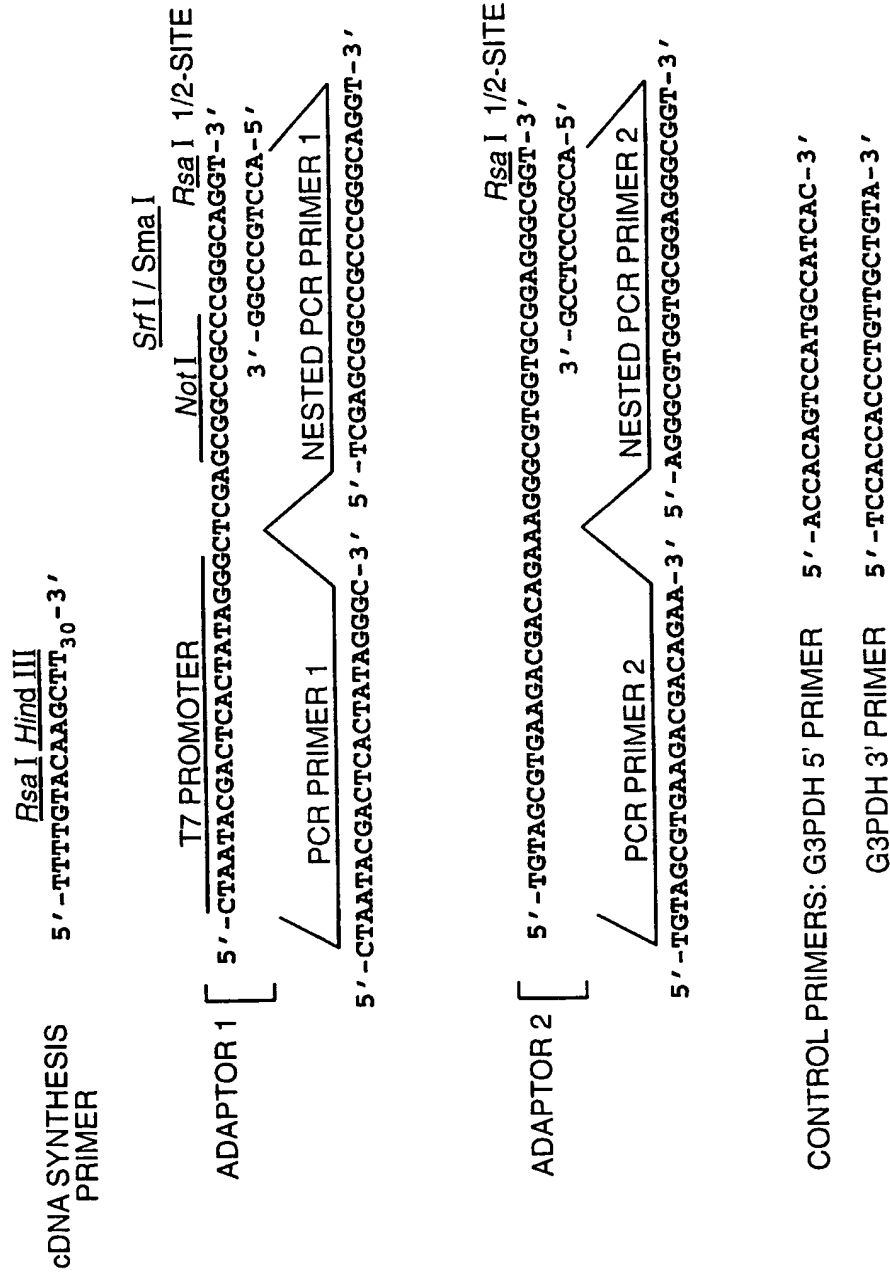 cDNA SYNTHESIS
PRIMER
RsaI Hind III
5′-TTTTGTACAAGCTT30-3′
Srf I / Sma I
T7 PROMOTER
Not I
Rsa I 1/2-SITE
ADAPTOR 1
5′-CTAATACGACTCACTATAGGGCTCGAGCGGCCGCCCGGGCAGGT-3′
3′-GGCCCGTCCA-5′
PCR PRIMER 1
NESTED PCR PRIMER 1
5′-CTAATACGACTCACTATAGGGC-3′ 5′-TCGAGCGGCCGCCCGGGCAGGT-3′
Rsa I 1/2-SITE
ADAPTOR 2
5′-TGTAGCGTGAAGACGACAGAAAGGGCGTGGTGCGGAGGGCGGT-3′
3′-GCCTCCCGCCA-5′
PCR PRIMER 2
NESTED PCR PRIMER 2
5′-TGTAGCGTGAAGACGACAGAA-3′ 5′-AGGGCGTGGTGCGGAGGGCGGT-3′
CONTROL PRIMERS: G3PDH 5′ PRIMER 5′-ACCACAGTCCATGCCATCAC-3′
G3PDH 3′ PRIMER 5′-TCCACCACCCTGTTGCTGTA-3′